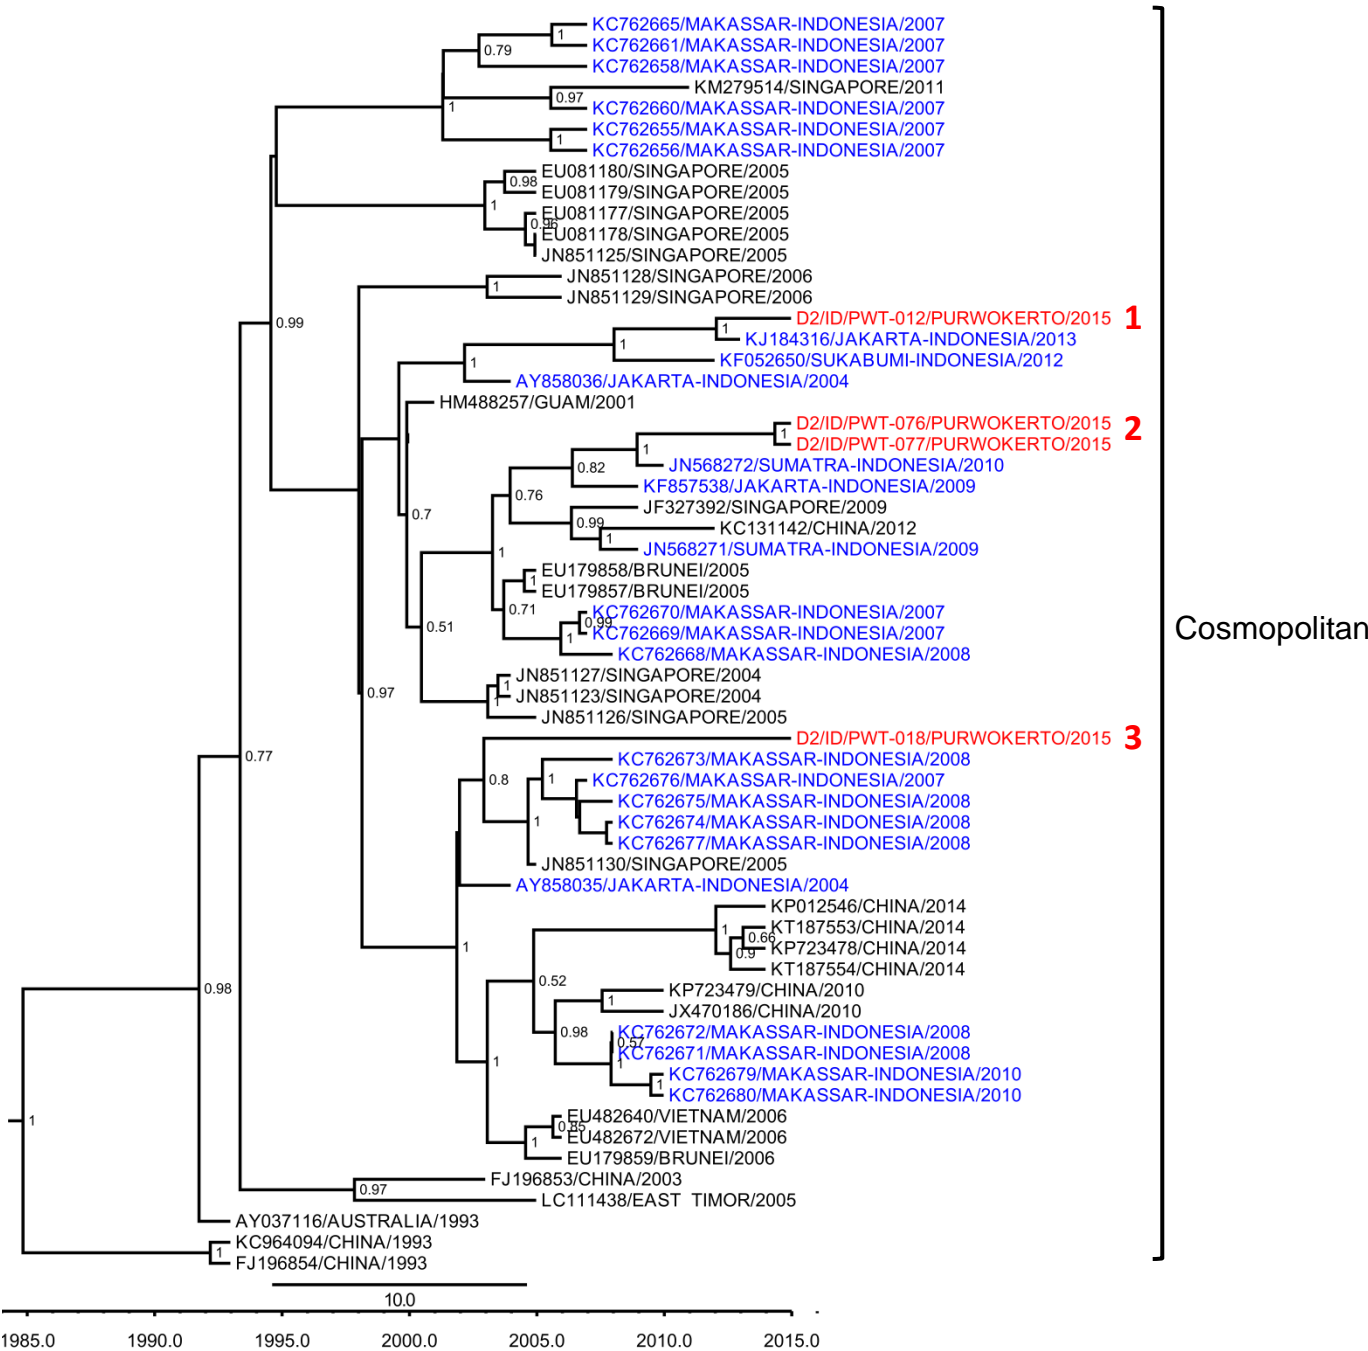 KC762665/MAKASSAR-INDONESIA/2007
1
KC762661/MAKASSAR-INDONESIA/2007
0.79
KC762658/MAKASSAR-INDONESIA/2007
KM279514/SINGAPORE/2011
0.97
1
KC762660/MAKASSAR-INDONESIA/2007
KC762655/MAKASSAR-INDONESIA/2007
1
KC762656/MAKASSAR-INDONESIA/2007
EU081180/SINGAPORE/2005
0.98
EU081179/SINGAPORE/2005
1
EU081177/SINGAPORE/2005
0.96
EU081178/SINGAPORE/2005
JN851125/SINGAPORE/2005
JN851128/SINGAPORE/2006
1
JN851129/SINGAPORE/2006
D2/ID/PWT-012/PURWOKERTO/2015 1
0.99
1
KJ184316/JAKARTA-INDONESIA/2013
1
KF052650/SUKABUMI-INDONESIA/2012
1
AY858036/JAKARTA-INDONESIA/2004
HM488257/GUAM/2001
D2/ID/PWT-076/PURWOKERTO/2015
1
2
D2/ID/PWT-077/PURWOKERTO/2015
1
JN568272/SUMATRA-INDONESIA/2010
0.82
KF857538/JAKARTA-INDONESIA/2009
0.76
JF327392/SINGAPORE/2009
0.7
0.99
KC131142/CHINA/2012
1
JN568271/SUMATRA-INDONESIA/2009
1
EU179858/BRUNEI/2005
1
EU179857/BRUNEI/2005
0.71
KC762670/MAKASSAR-INDONESIA/2007
0.99
KC762669/MAKASSAR-INDONESIA/2007
0.51
1
Cosmopolitan
KC762668/MAKASSAR-INDONESIA/2008
JN851127/SINGAPORE/2004
1
0.97
JN851123/SINGAPORE/2004
1
JN851126/SINGAPORE/2005
D2/ID/PWT-018/PURWOKERTO/2015 3
0.77
KC762673/MAKASSAR-INDONESIA/2008
0.8
1
KC762676/MAKASSAR-INDONESIA/2007
KC762675/MAKASSAR-INDONESIA/2008
1
KC762674/MAKASSAR-INDONESIA/2008
KC762677/MAKASSAR-INDONESIA/2008
JN851130/SINGAPORE/2005
AY858035/JAKARTA-INDONESIA/2004
KP012546/CHINA/2014
1
KT187553/CHINA/2014
0.66
1
KP723478/CHINA/2014
0.9
KT187554/CHINA/2014
0.52
0.98
KP723479/CHINA/2010
1
JX470186/CHINA/2010
0.98
KC762672/MAKASSAR-INDONESIA/2008
0.57
KC762671/MAKASSAR-INDONESIA/2008
1
1
KC762679/MAKASSAR-INDONESIA/2010
1
KC762680/MAKASSAR-INDONESIA/2010
EU482640/VIETNAM/2006
1
0.85
EU482672/VIETNAM/2006
1
EU179859/BRUNEI/2006
FJ196853/CHINA/2003
0.97
LC111438/EAST TIMOR/2005
AY037116/AUSTRALIA/1993
KC964094/CHINA/1993
1
FJ196854/CHINA/1993
10.0
1985.0 1990.0 1995.0 2000.0 2005.0 2010.0 2015.0